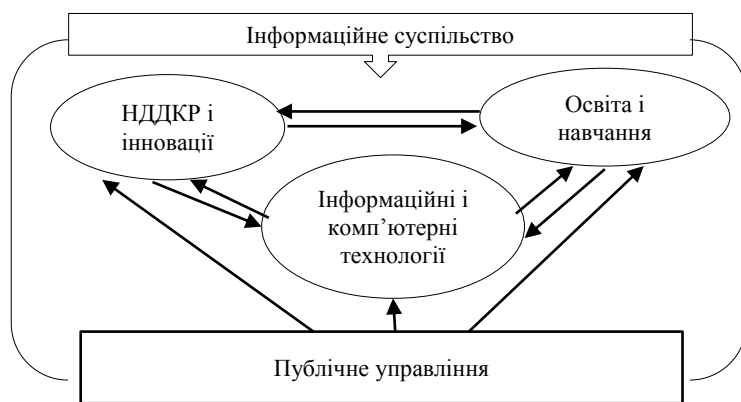 Інформаційне суспільство
НДДКР і
інновації
Освіта і
навчання
Інформаційні і
комп’ютерні
технології
Публічне управління